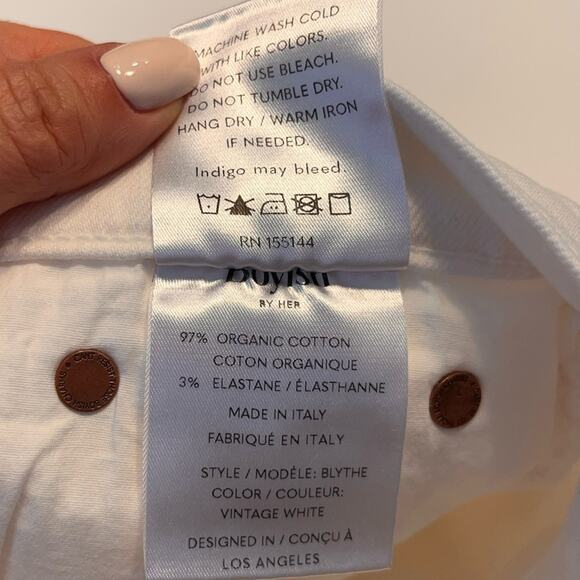 MACHINE WASH COLD
WITH LIKE COLORS.
DO NOT USE BLEACH.
DO NOT TUMBLE DRY.
HANG DRY / WARM IRON
IF NEEDED.
Indigo may bleed.
RN 155144
Boyish
BY HER
97% ORGANIC COTTON
COTON ORGANIQUE
3% ELASTANE / ÉLASTHANNE
MADE IN ITALY
FABRIQUÉ EN ITALY
STYLE / MODÈLE: BLYTHE
COLOR / COULEUR:
VINTAGE WHITE
DESIGNED IN / CONÇU À
LOS ANGELES